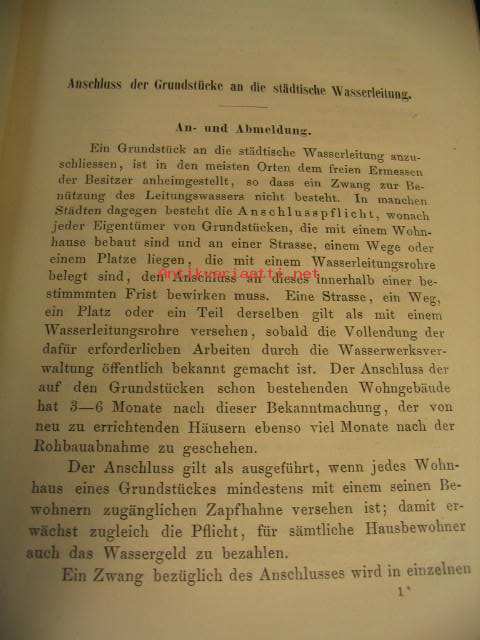 Anschluss der Grundstücke an die städtische Wasserleitung.
An- und Abmeldung.
Ein Grundstück an die städtische Wasserleitung anzu-
schliessen, ist in den meisten Orten dem freien Ermessen
der Besitzer anheimgestellt, so dass ein Zwang zur Be-
nützung des Leitungswassers nicht besteht. In manchen
Städten dagegen besteht die Anschlusspflicht, wonach
jeder Eigentümer von Grundstücken, die mit einem Wohn-
hause bebaut sind und an einer Strasse, einem Wege oder
einem Platze liegen, die mit einem Wasserleitungsrohre
belegt sind, den Anschluss an dieses innerhalb einer be-
antikvariaatti.net
stimmmten Frist bewirken muss. Eine Strasse, ein Weg,
ein Platz oder ein Teil derselben gilt als mit einem
Wasserleitungsrohre versehen, sobald die Vollendung der
dafür erforderlichen Arbeiten durch die Wasserwerksver-
waltung öffentlich bekannt gemacht ist. Der Anschluss der
auf den Grundstücken schon bestehenden Wohngebäude
hat 3—6 Monate nach dieser Bekanntmachung, der von
neu zu errichtenden Häusern ebenso viel Monate nach der
Rohbauabnahme zu geschehen.
Der Anschluss gilt als ausgeführt, wenn jedes Wohn-
haus eines Grundstückes mindestens mit einem seinen Be-
wohnern zugänglichen Zapfhahne versehen ist; damit er-
wächst zugleich die Pflicht, für sämtliche Hausbewohner
auch das Wassergeld zu bezahlen.
Ein Zwang bezüglich des Anschlusses wird in einzelnen
1*